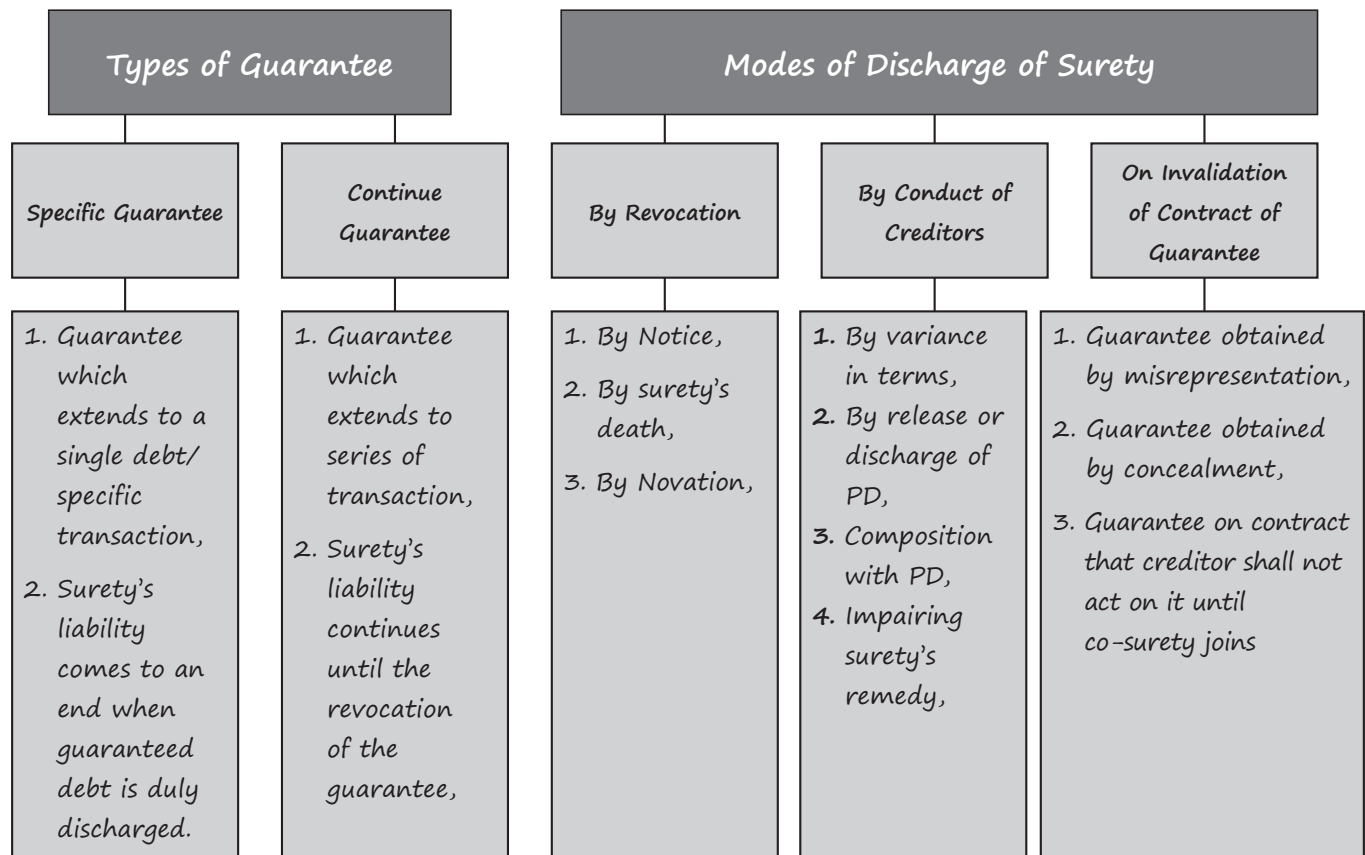 Types of Guarantee
Modes of Discharge of Surety
Specific Guarantee
Continue
Guarantee
By Revocation
By Conduct of
Creditors
On Invalidation
of Contract of
Guarantee
1. Guarantee
which
extends to a
single debt/
specific
transaction,
2. Surety's
liability
comes to an
end when
guaranteed
debt is duly
discharged.
1. Guarantee
which
extends to
series of
transaction,
2. Surety's
liability
continues
until the
revocation
of the
guarantee,
1. By Notice,
2. By surety's
death,
3. By Novation,
1. By variance
in terms,
2. By release or
discharge of
PD,
3. Composition
with PD,
4. Impairing
surety's
remedy,
1. Guarantee obtained
by misrepresentation,
2. Guarantee obtained
by concealment,
3. Guarantee on contract
that creditor shall not
act on it until
co-surety joins